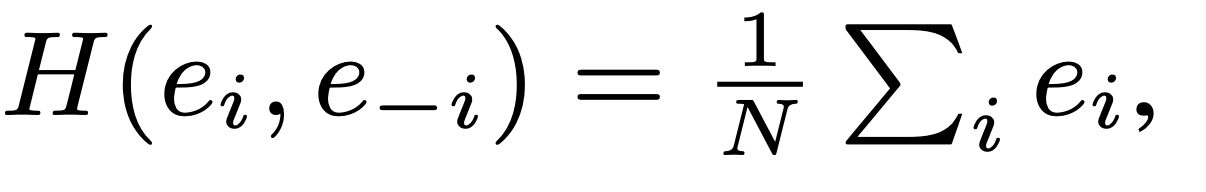 H(e_i, e_{-i}) = \frac{1}{N} \sum_i e_i,